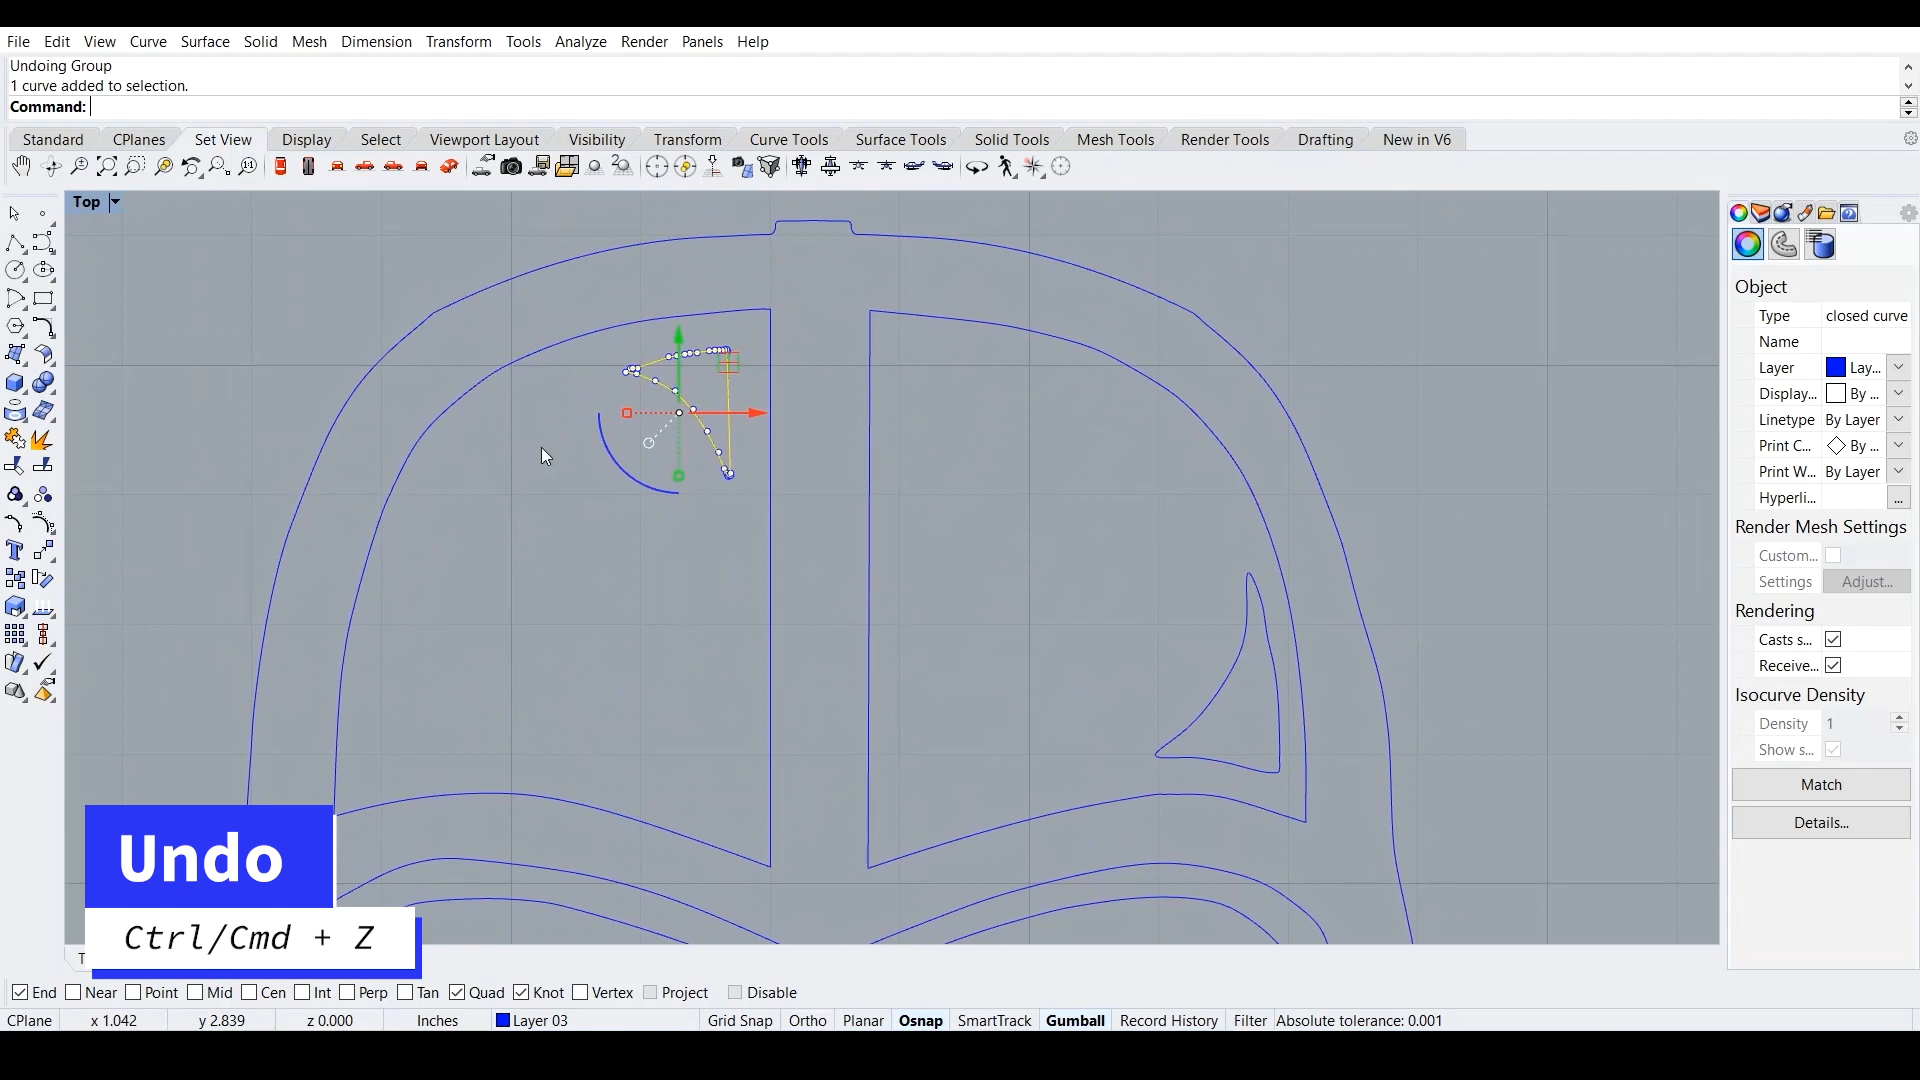 File Edit View Curve Surface Solid Mesh Dimension Transform Tools Analyze Render Panels Help
Undoing Group
1 curve added to selection.
Command:
Standard CPlanes Set View Display Select Viewport Layout Visibility Transform Curve Tools Surface Tools Solid Tools Mesh Tools Render Tools Drafting New in V6
Top
Object
Type closed curve
Name
Layer Lay...
Display... By ...
Linetype By Layer
Print C... By ...
Print W... By Layer
Hyperli... ...
Render Mesh Settings
Custom...
Settings Adjust...
Rendering
Casts s...
Receive...
Isocurve Density
Density 1
Show s...
Match
Details...
Undo
Ctrl/Cmd + Z
T
End Near Point Mid Cen Int Perp Tan Quad Knot Vertex Project Disable
CPlane x 1.042 y 2.839 z 0.000 Inches Layer 03 Grid Snap Ortho Planar Osnap SmartTrack Gumball Record History Filter Absolute tolerance: 0.001